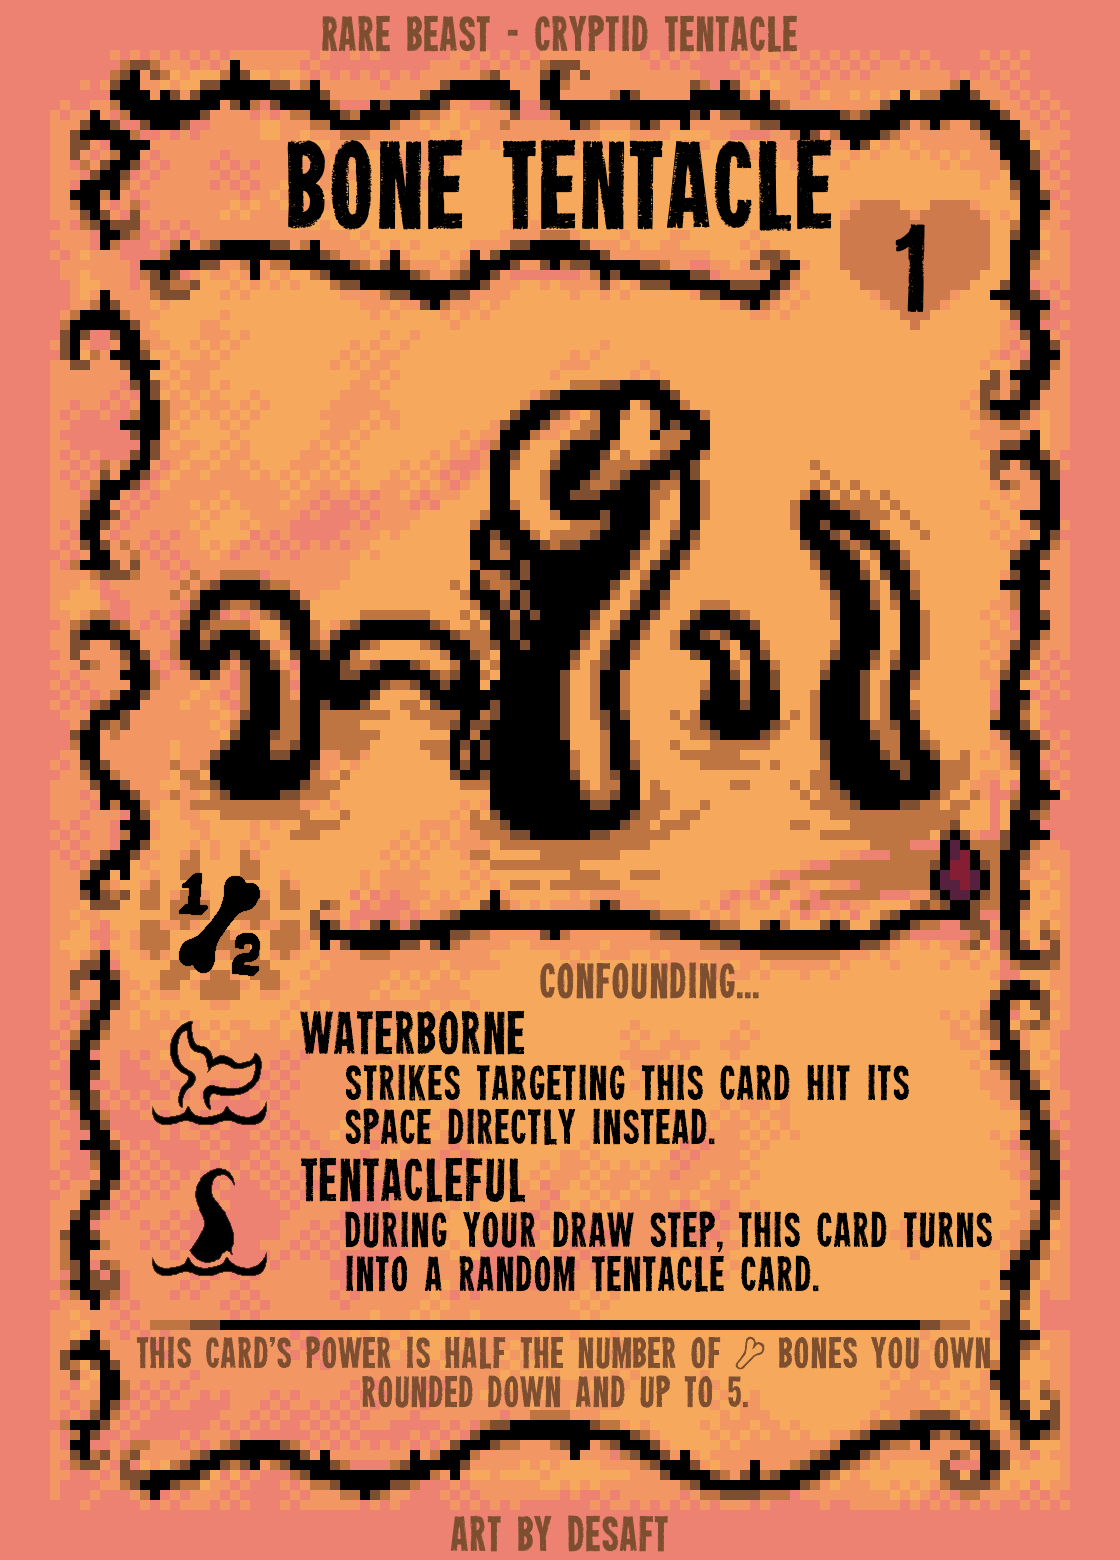 RARE BEAST - CRYPTID TENTACLE
BONE TENTACLE
1
1
2
CONFOUNDING...
WATERBORNE
STRIKES TARGETING THIS CARD HIT ITS
SPACE DIRECTLY INSTEAD.
TENTACLEFUL
DURING YOUR DRAW STEP, THIS CARD TURNS
INTO A RANDOM TENTACLE CARD.
THIS CARD'S POWER IS HALF THE NUMBER OF BONES YOU OWN
ROUNDED DOWN AND UP TO 5.
ART BY DESAFT